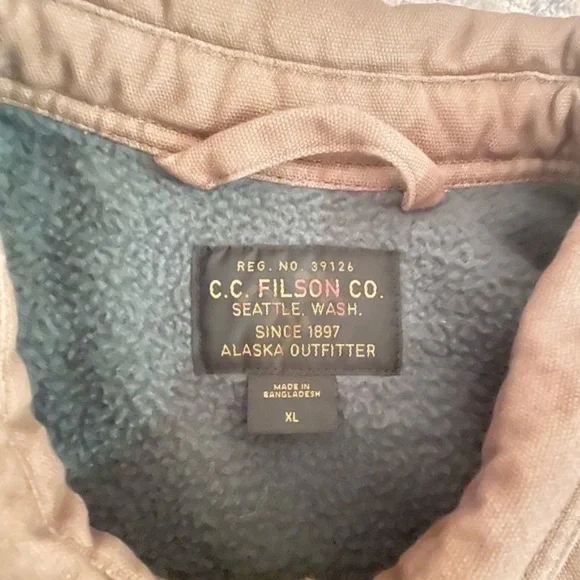 REG. NO. 39126
C.C. FILSON CO.
SEATTLE, WASH.
SINCE 1897
ALASKA OUTFITTER
MADE IN
BANGLADESH
XL